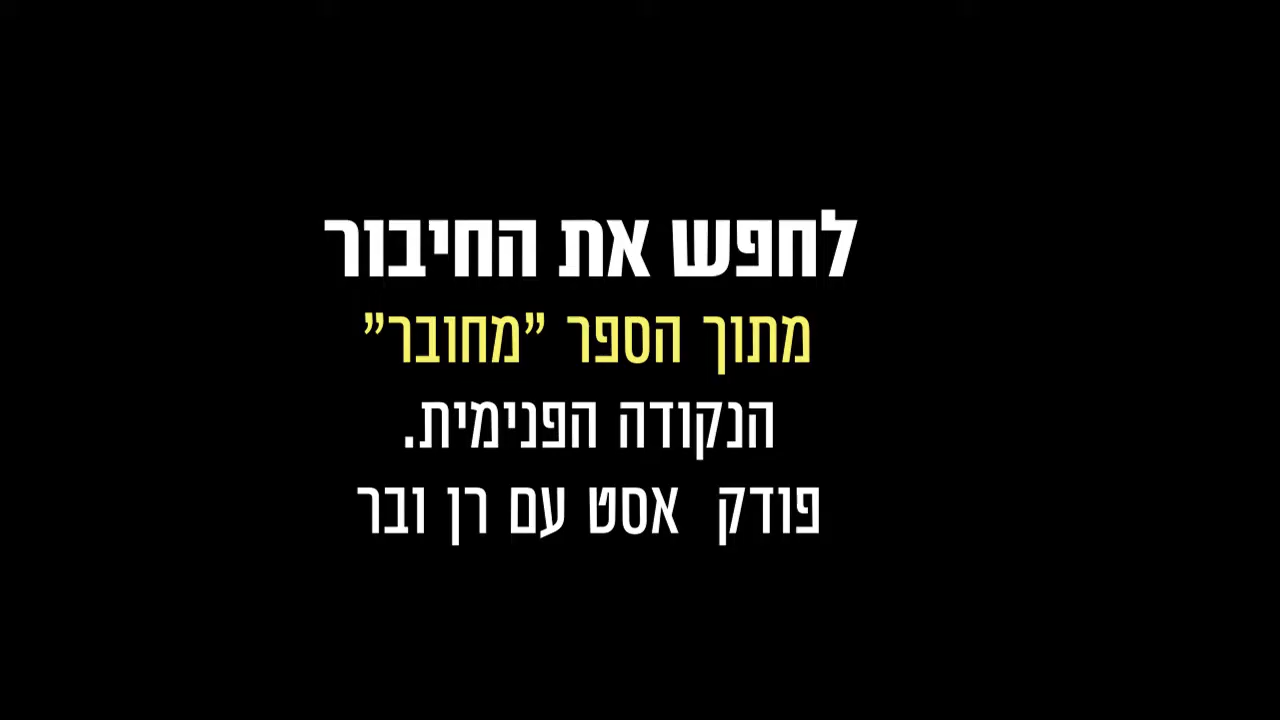 לחפש את החיבור
מתוך הספר ”מחובר”
הנקודה הפנימית.
פודק אסט עם רן ובר